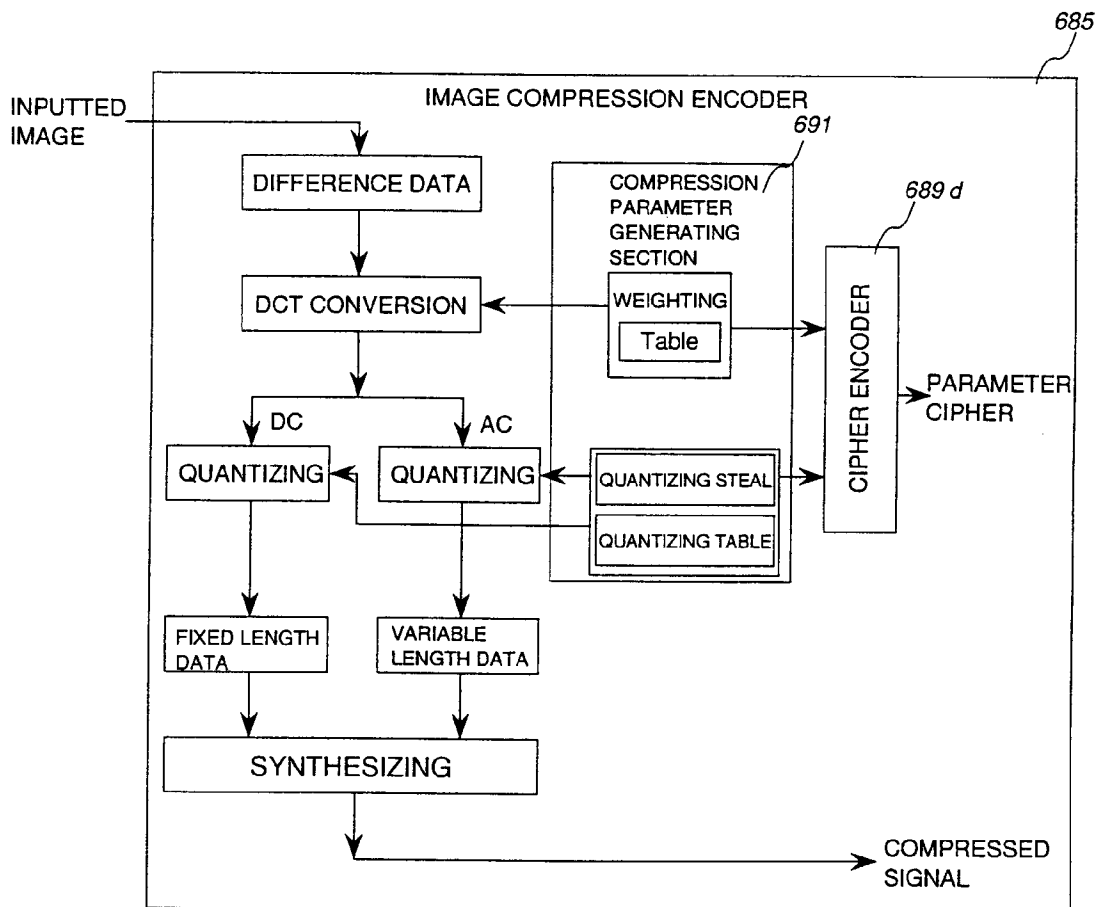 685
IMAGE COMPRESSION ENCODER
INPUTTED
IMAGE
691
DIFFERENCE DATA
COMPRESSION
PARAMETER
GENERATING
SECTION
689 d
DCT CONVERSION
WEIGHTING
Table
CIPHER ENCODER
PARAMETER
CIPHER
DC
AC
QUANTIZING
QUANTIZING
QUANTIZING STEAL
QUANTIZING TABLE
FIXED LENGTH
DATA
VARIABLE
LENGTH DATA
SYNTHESIZING
COMPRESSED
SIGNAL